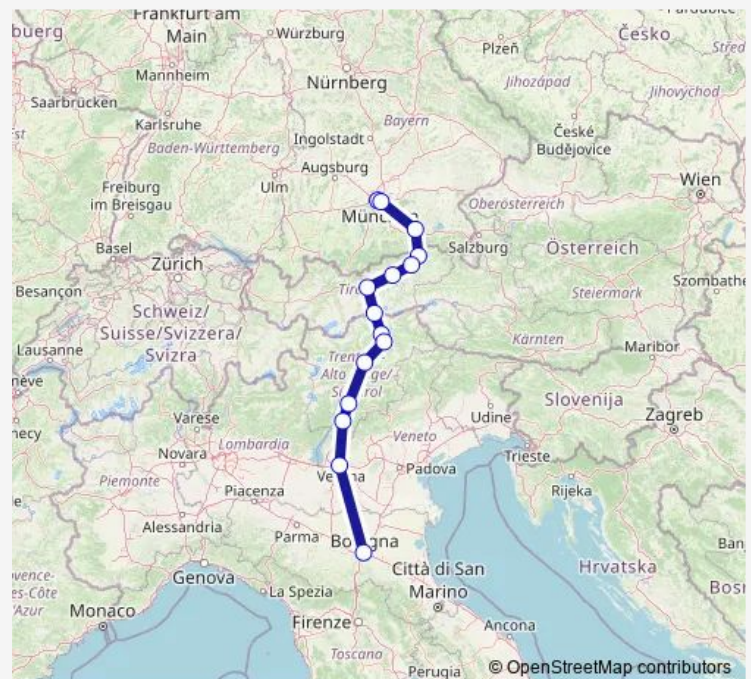 Frankfurt am
Main
Würzburg
Plzeň
Česko
Mannheim
Nürnberg
Jihozápad
Jihovýchod
Saarbrücken
Karlsruhe
Ingolstadt
Bayern
České
Budějovice
Baden-Württemberg
Augsburg
Freiburg
im Breisgau
Ulm
Wien
Oberösterreich
Basel
Salzburg
Österreich
Zürich
Besançon
Steiermark
Schweiz/
Suisse/Svizzera/
Svizra
Kärnten
Lausanne
Maribor
Slovenija
Varese
Udine
Zagreb
Novara
Lombardia
Veneto
Trieste
Padova
Piemonte
Piacenza
Rijeka
Alessandria
Parma
Genova
Città di San
Marino
Hrvatska
La Spezia
Monaco
Firenze
Ancona
Toscana
Perugia
© OpenStreetMap contributors